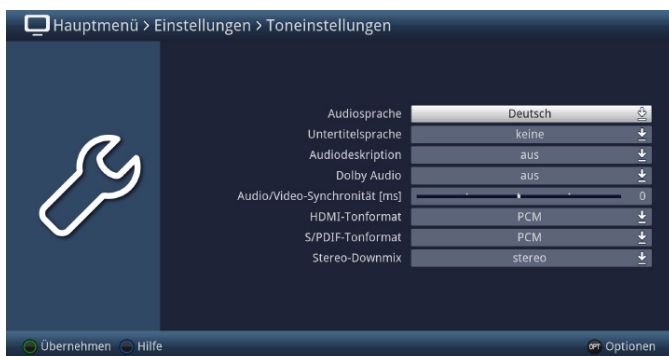 Hauptmenü > Einstellungen > Toneinstellungen
Audiosprache Deutsch
Untertitelsprache keine
Audiodeskription aus
Dolby Audio aus
Audio/Video-Synchronität [ms] 0
HDMI-Tonformat PCM
S/PDIF-Tonformat PCM
Stereo-Downmix stereo
Übernehmen Hilfe OPT Optionen